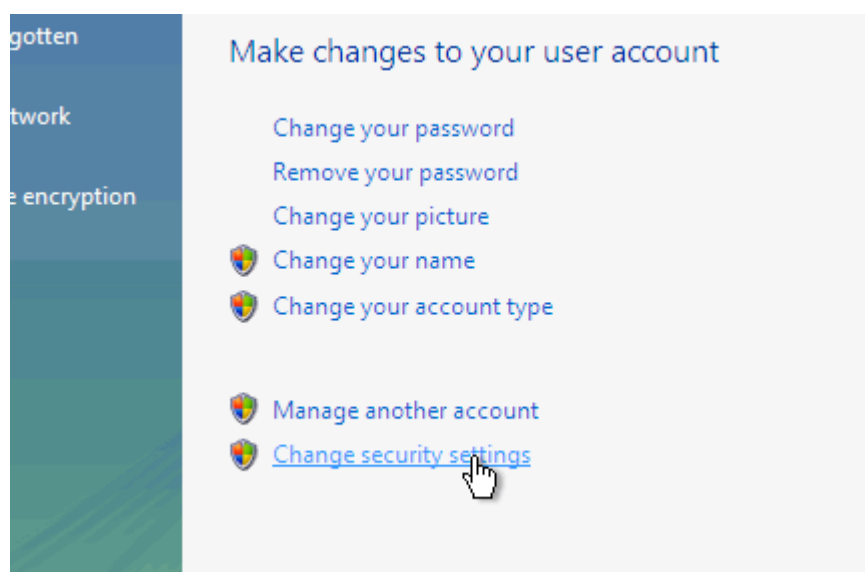 gotten
twork
e encryption
Make changes to your user account
Change your password
Remove your password
Change your picture
Change your name
Change your account type
Manage another account
Change security settings